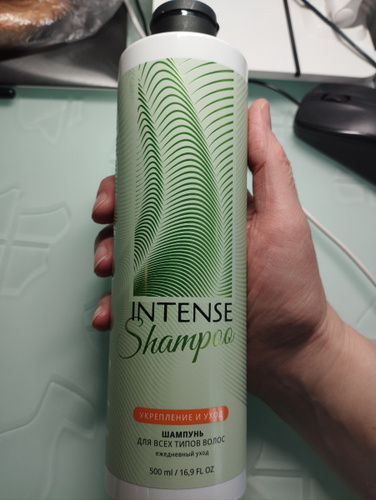 INTENSE
Shampoo
УКРЕПЛЕНИЕ И УХОД
ШАМПУНЬ
ДЛЯ ВСЕХ ТИПОВ ВОЛОС
ежедневный уход
500 ml / 16,9 FL OZ